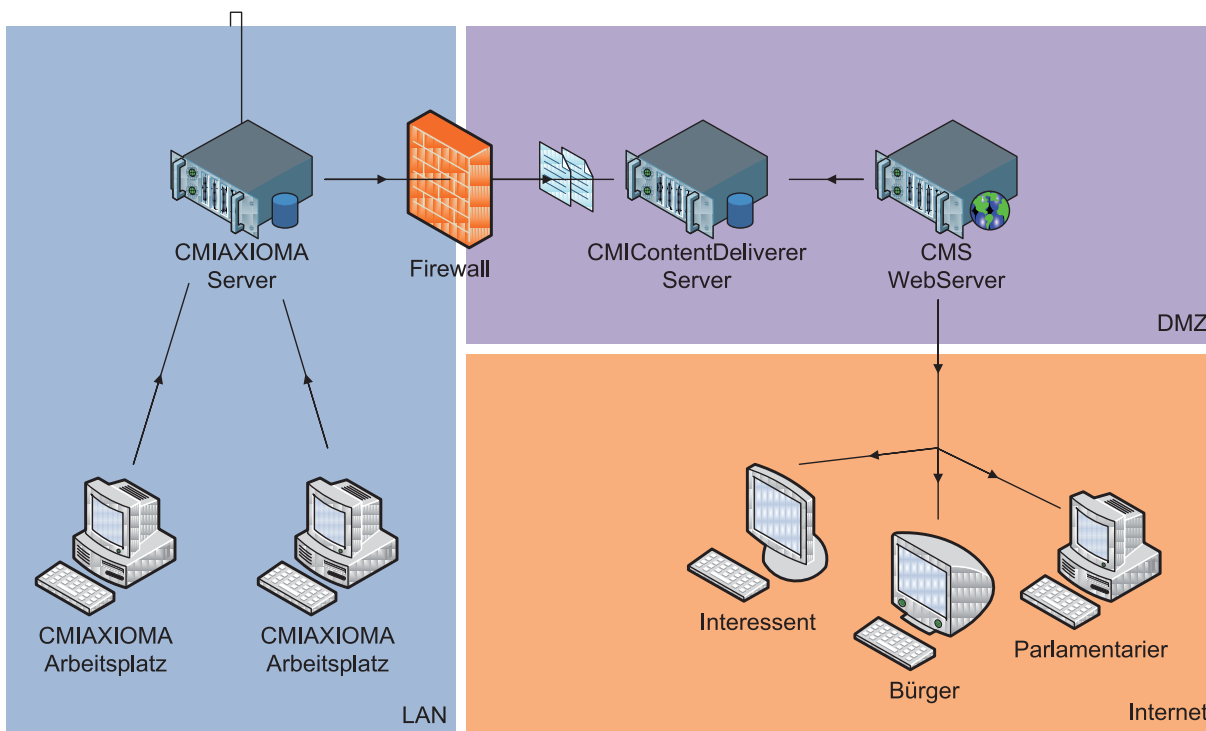 CMIAXIOMA
Server
Firewall
CMIContentDeliverer
Server
CMS
WebServer
DMZ
CMIAXIOMA
Arbeitsplatz
CMIAXIOMA
Arbeitsplatz
LAN
Interessent
Bürger
Parlamentarier
Internet